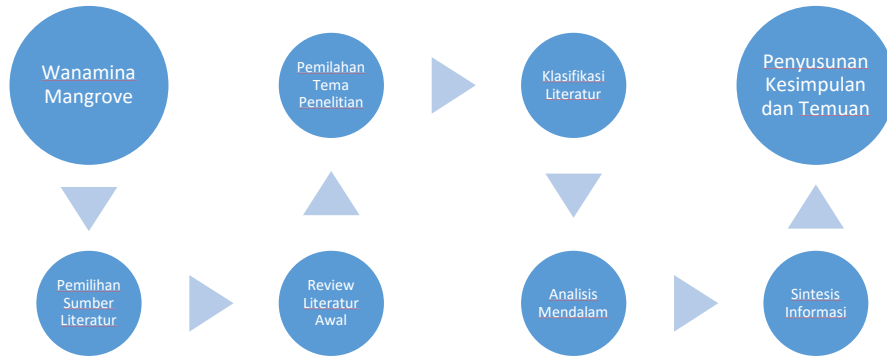 Wanamina
Mangrove
Pemilihan
Sumber
Literatur
Review
Literatur
Awal
Pemilahan
Tema
Penelitian
Klasifikasi
Literatur
Analisis
Mendalam
Sintesis
Informasi
Penyusunan
Kesimpulan
dan Temuan